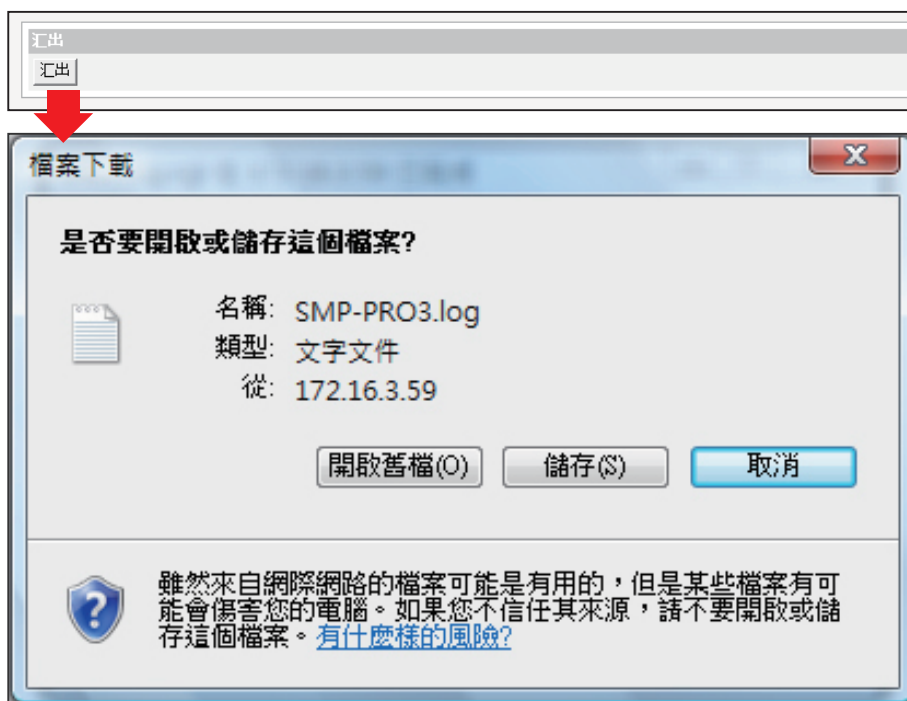 汇出
汇出
檔案下載
是否要開啟或儲存這個檔案?
名稱: SMP-PRO3.log
類型: 文字文件
從: 172.16.3.59
開啟舊檔(O) 儲存(S) 取消
雖然來自網際網路的檔案可能是有用的，但是某些檔案有可
能會傷害您的電腦。如果您不信任其來源，請不要開啟或儲
存這個檔案。有什麼樣的風險?